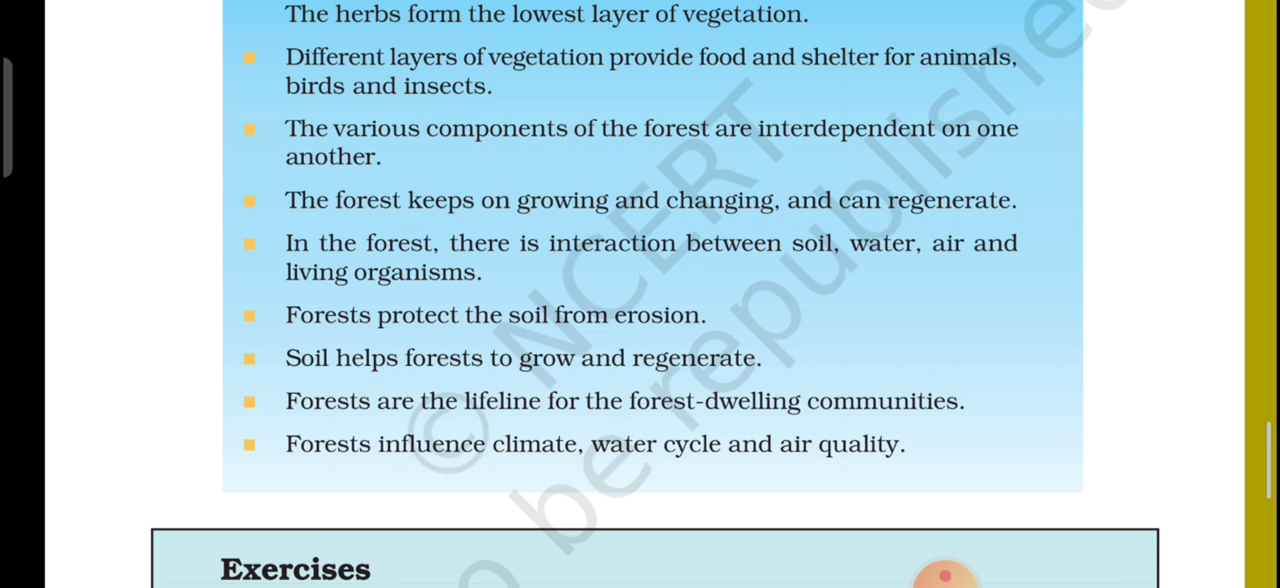 The herbs form the lowest layer of vegetation.
Different layers of vegetation provide food and shelter for animals,
birds and insects.
The various components of the forest are interdependent on one
another.
The forest keeps on growing and changing, and can regenerate.
In the forest, there is interaction between soil, water, air and
living organisms.
Forests protect the soil from erosion.
Soil helps forests to grow and regenerate.
Forests are the lifeline for the forest-dwelling communities.
Forests influence climate, water cycle and air quality.
© NCERT
be republished
Exercises